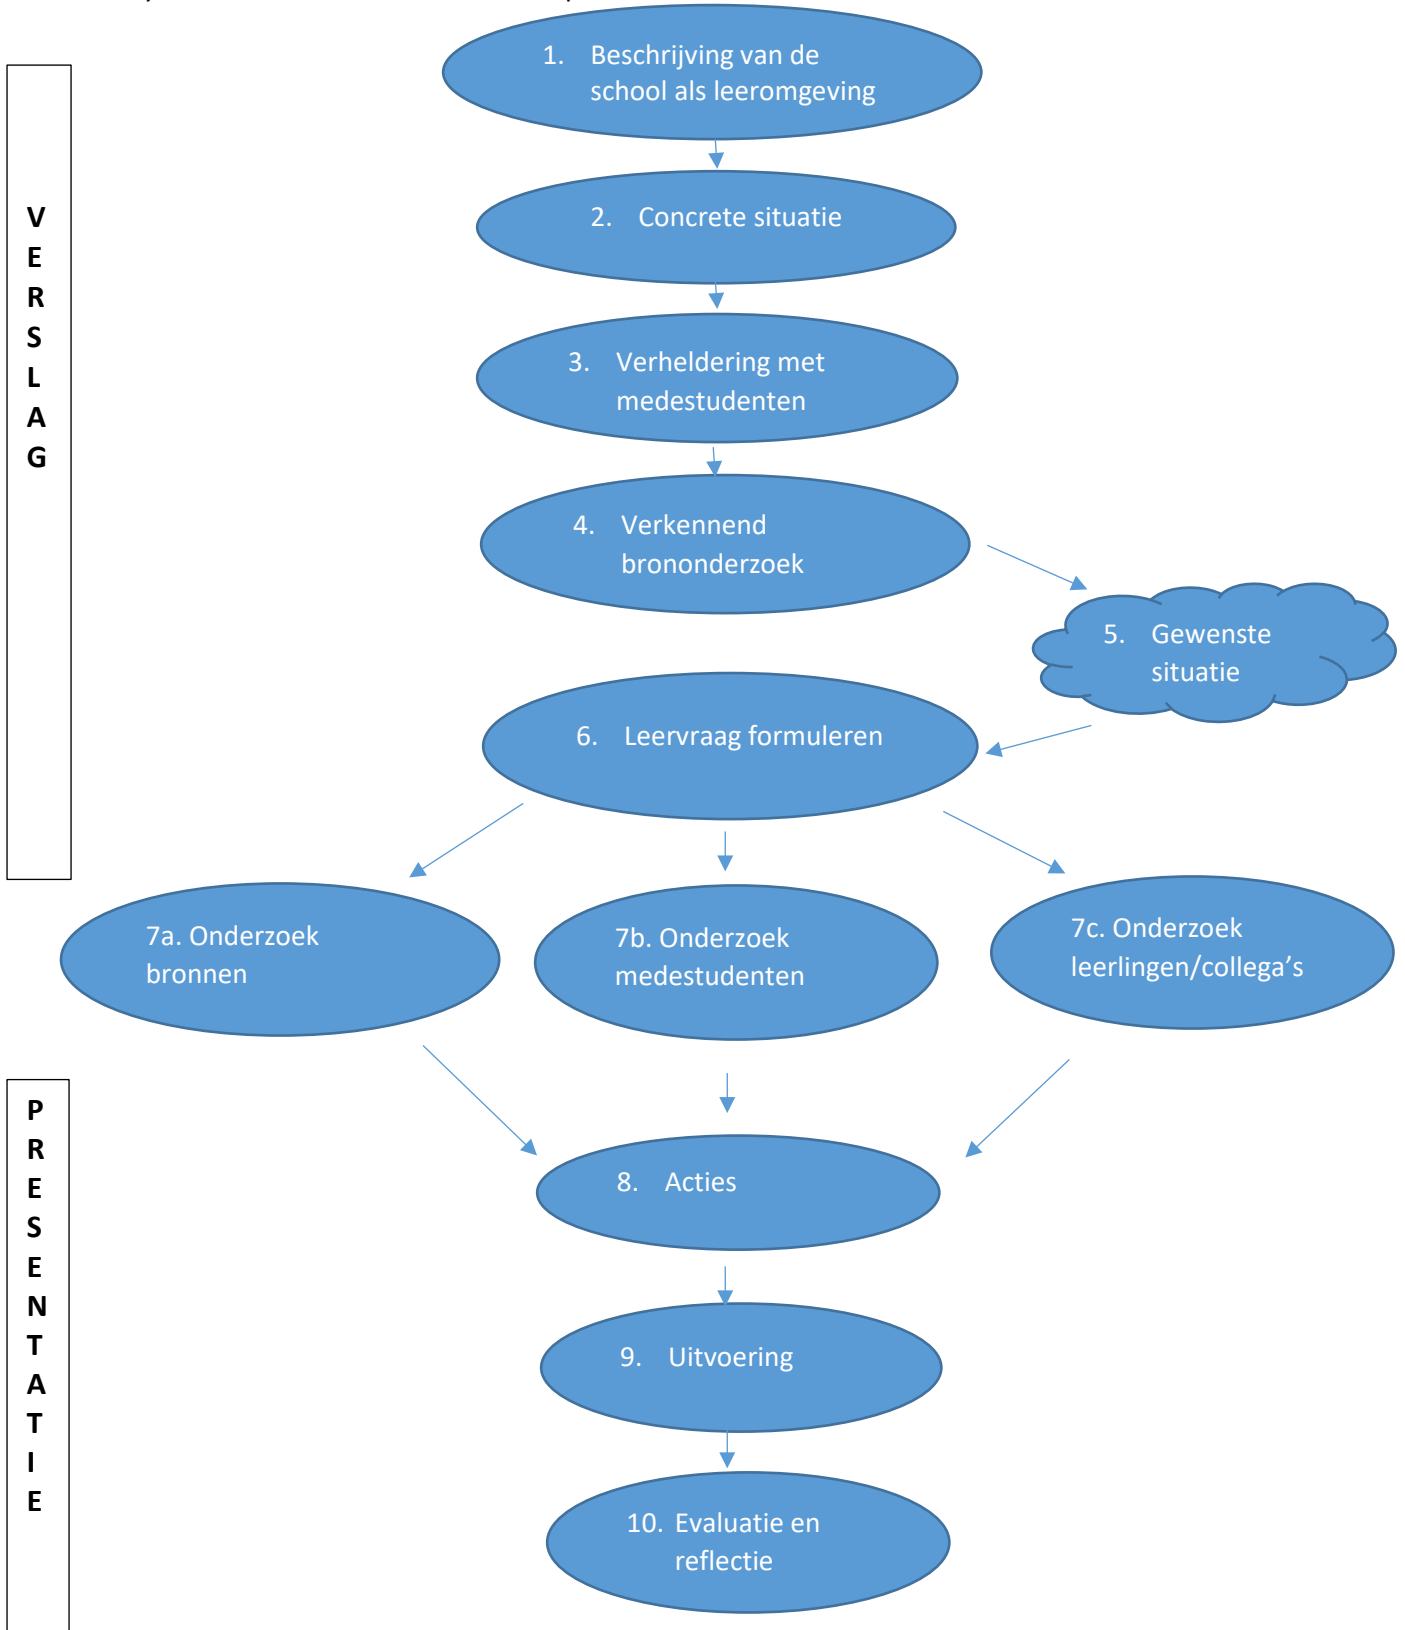 1. Beschrijving van de
school als leeromgeving
2. Concrete situatie
3. Verheldering met
medestudenten
4. Verkennend
brononderzoek
5. Gewenste
situatie
6. Leervraag formuleren
7a. Onderzoek
bronnen
7b. Onderzoek
medestudenten
7c. Onderzoek
leerlingen/collega's
8. Acties
9. Uitvoering
10. Evaluatie en
reflectie
V
E
R
S
L
A
G
P
R
E
S
E
N
T
A
T
I
E